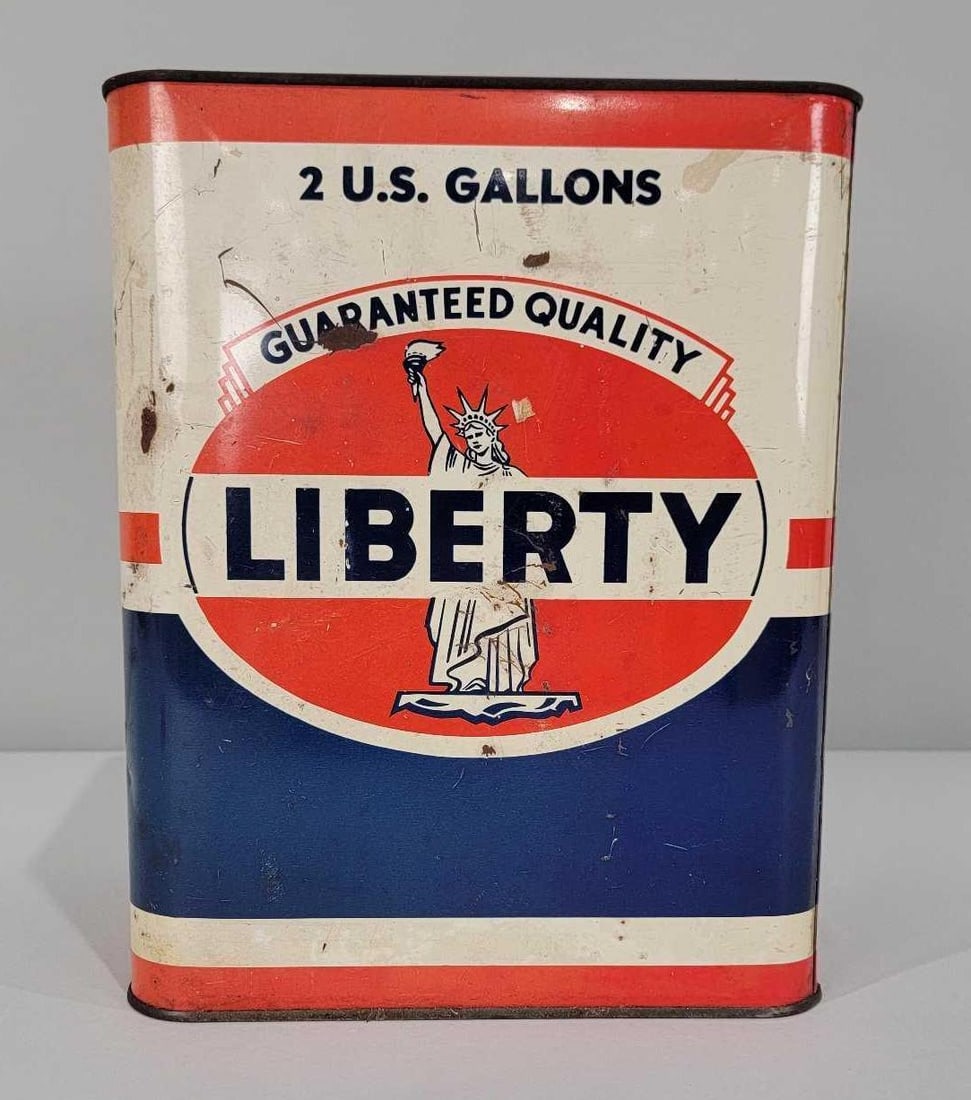 2 U.S. GALLONS
GUARANTEED QUALITY
LIBERTY